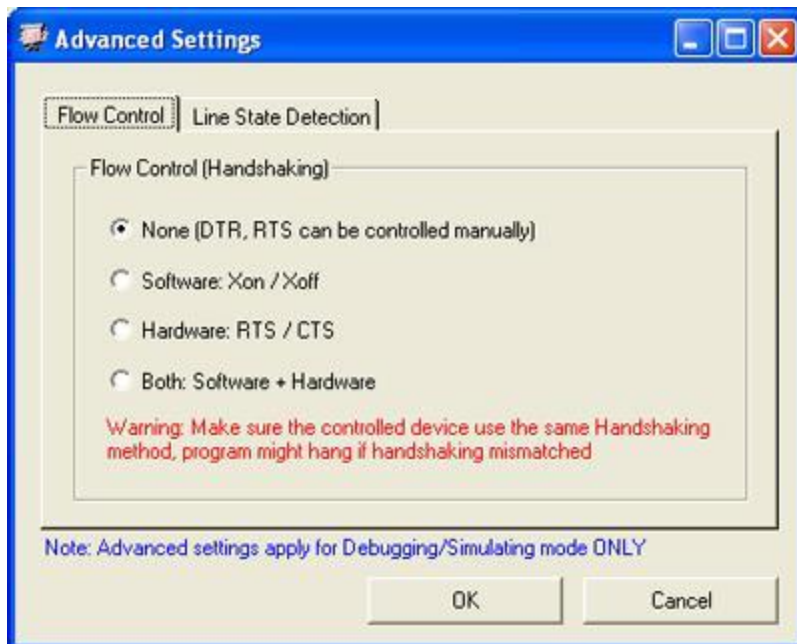 Advanced Settings
Flow Control
Line State Detection
Flow Control (Handshaking)
None (DTR, RTS can be controlled manually)
Software: Xon / Xoff
Hardware: RTS / CTS
Both: Software + Hardware
Warning: Make sure the controlled device use the same Handshaking
method, program might hang if handshaking mismatched
Note: Advanced settings apply for Debugging/Simulating mode ONLY
OK
Cancel